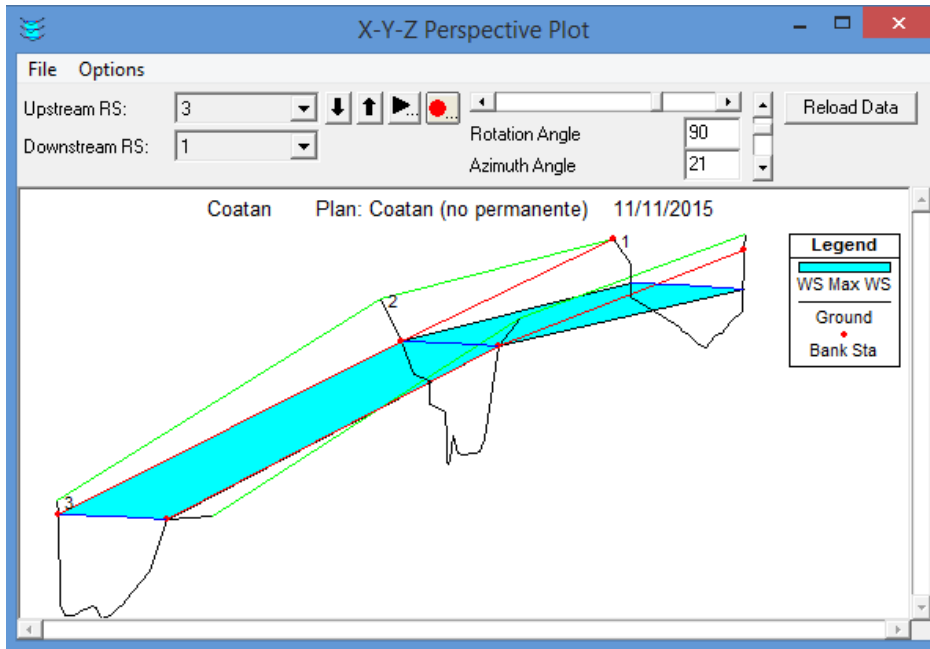 X-Y-Z Perspective Plot
File Options
Upstream RS: 3
Downstream RS: 1
Rotation Angle 90
Azimuth Angle 21
Reload Data
Coatan Plan: Coatan (no permanente) 11/11/2015
1
2
3
Legend
WS Max WS
Ground
Bank Sta